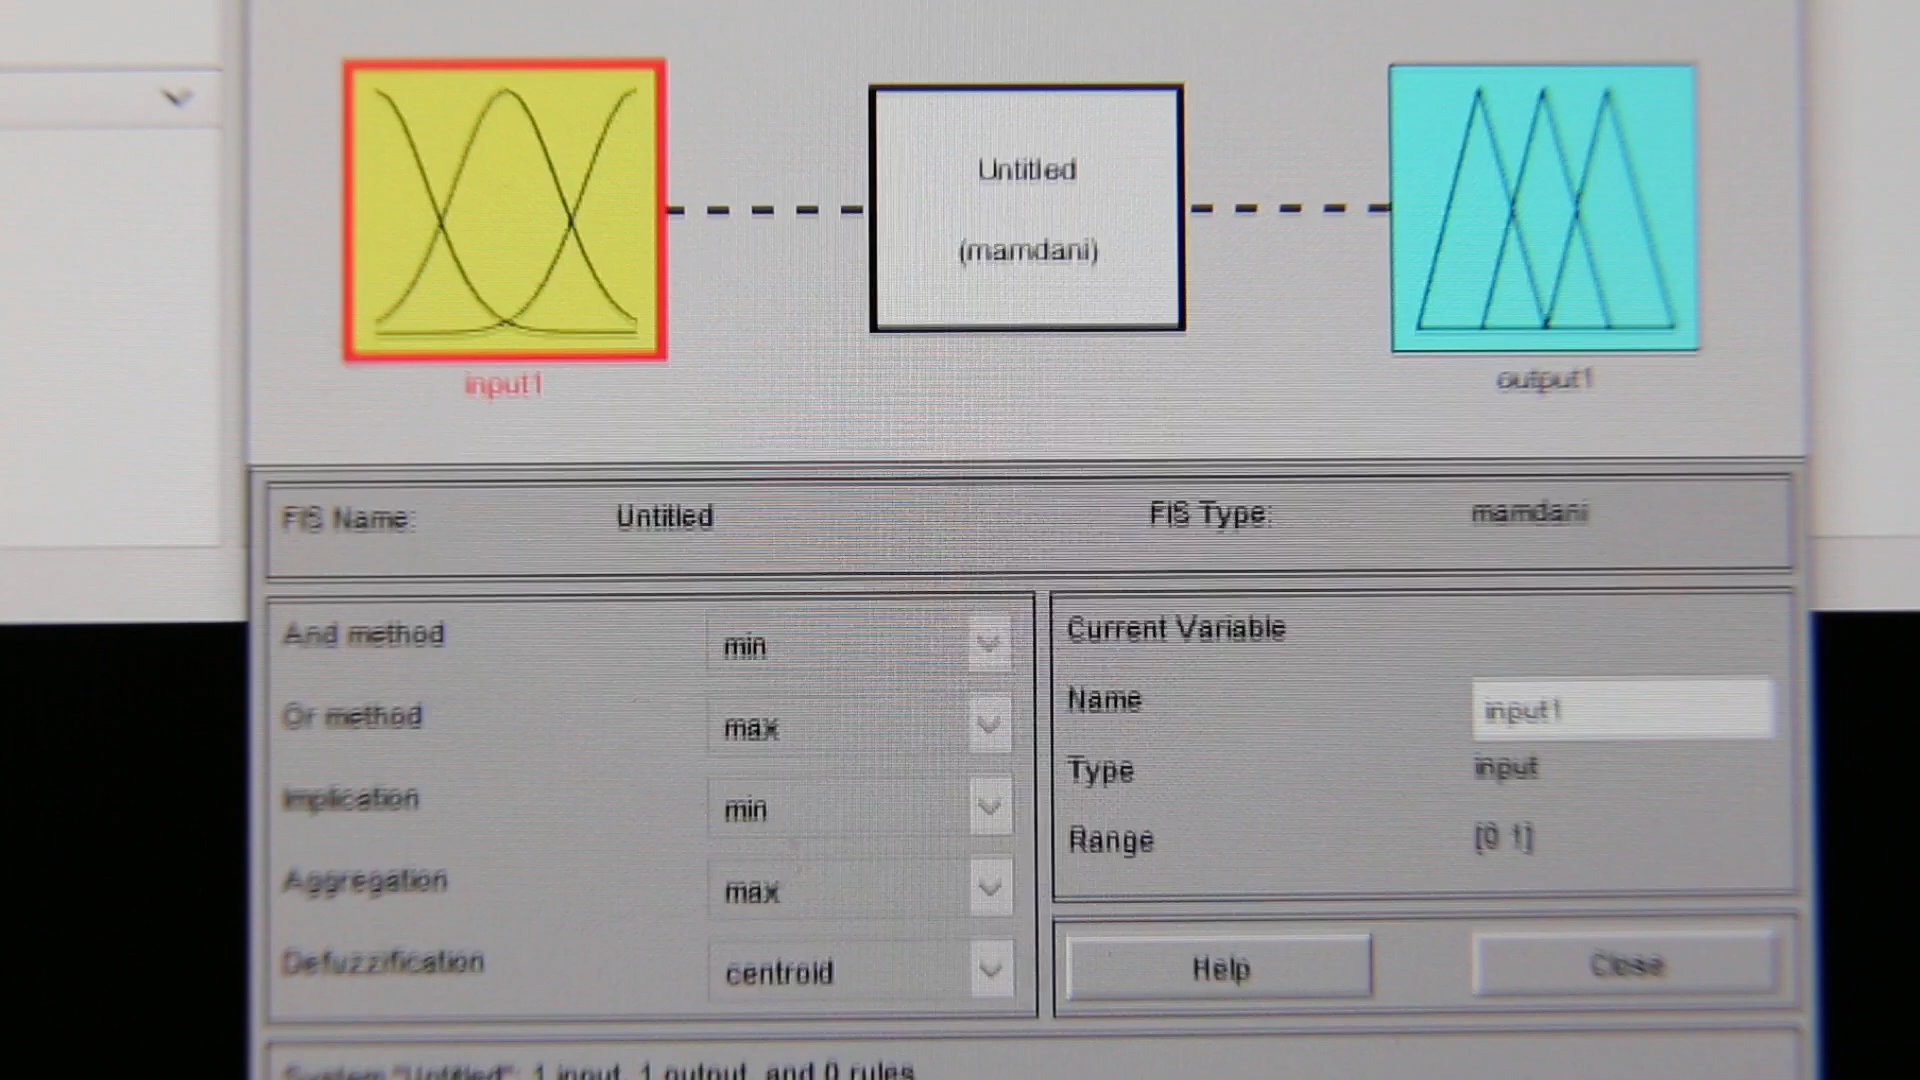 Untitled
(mamdani)
input1
output1
FIS Name: Untitled FIS Type: mamdani
And method min
Or method max
Implication min
Aggregation max
Defuzzification centroid
Current Variable
Name input1
Type input
Range [0 1]
Help Close
System "Untitled": 1 input, 1 output, and 0 rules